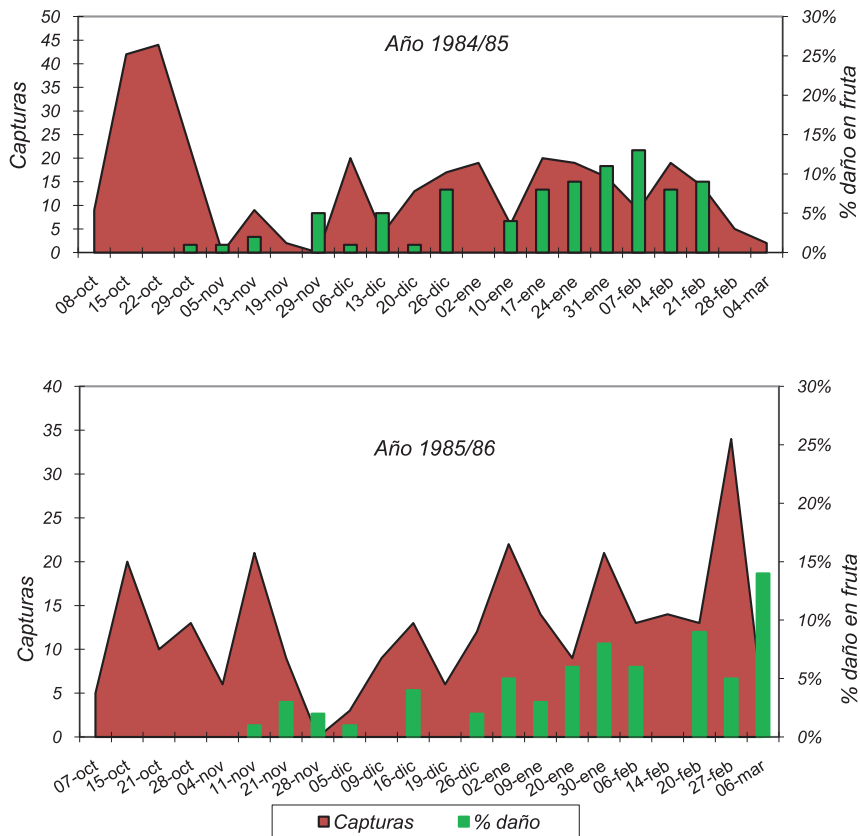 Año 1984/85
Capturas
50
45
40
35
30
25
20
15
10
5
0
30%
25%
20%
15%
10%
5%
0%
% daño en fruta
08-oct
15-oct
22-oct
29-oct
05-nov
13-nov
19-nov
29-nov
06-dic
13-dic
20-dic
26-dic
02-ene
10-ene
17-ene
24-ene
31-ene
07-feb
14-feb
21-feb
28-feb
04-mar
Año 1985/86
Capturas
40
35
30
25
20
15
10
5
0
30%
25%
20%
15%
10%
5%
0%
% daño en fruta
07-oct
15-oct
21-oct
28-oct
04-nov
11-nov
21-nov
28-nov
05-dic
09-dic
16-dic
19-dic
26-dic
02-ene
09-ene
20-ene
30-ene
06-feb
14-feb
20-feb
27-feb
06-mar
Capturas
% daño